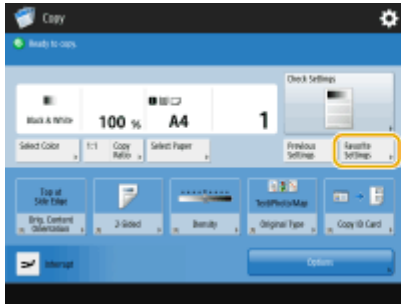 Copy
Ready to copy.
Check Settings
Black & White
100 %
A4
1
Select Color
1:1
Copy
Ratio
Select Paper
Previous
Settings
Favorite
Settings
Top at
Side Edge
Text/Photo/Map
Orig. Content
Orientation
2-Sided
Density
Original Type
Copy ID Card
Interrupt
Options